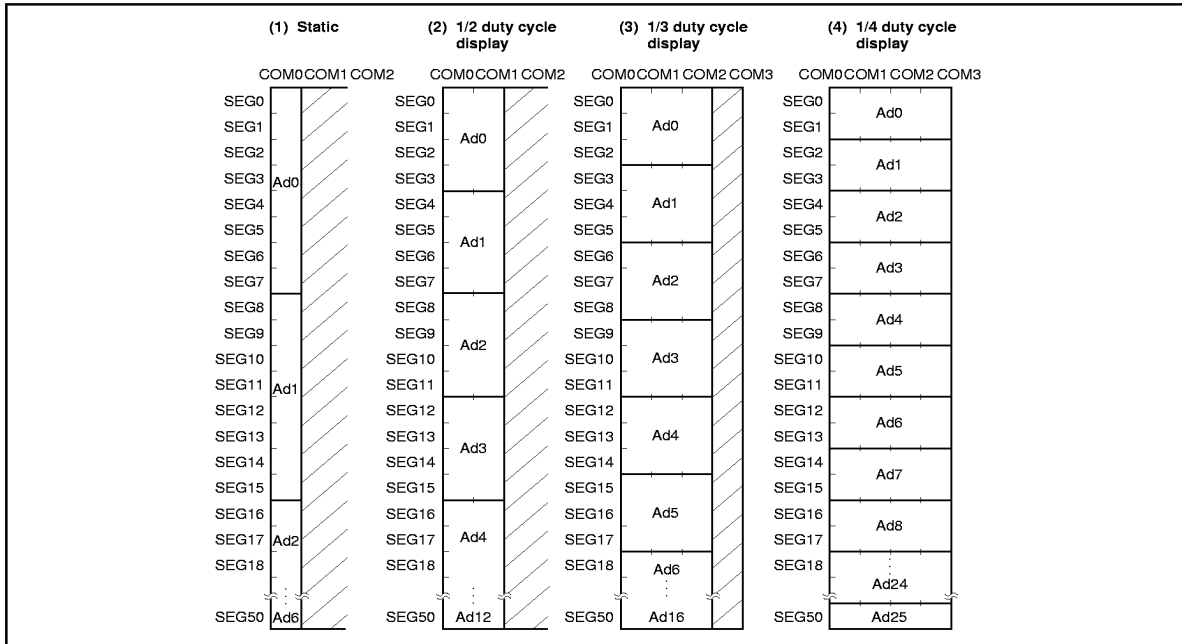 (1) Static
(2) 1/2 duty cycle
display
(3) 1/3 duty cycle
display
(4) 1/4 duty cycle
display
COM0 COM1 COM2
SEG0
SEG1
SEG2
SEG3
SEG4
SEG5
SEG6
SEG7
SEG8
SEG9
SEG10
SEG11
SEG12
SEG13
SEG14
SEG15
SEG16
SEG17
SEG18
SEG50
Ad0
Ad1
Ad2
Ad6
COM0 COM1 COM2
SEG0
SEG1
SEG2
SEG3
SEG4
SEG5
SEG6
SEG7
SEG8
SEG9
SEG10
SEG11
SEG12
SEG13
SEG14
SEG15
SEG16
SEG17
SEG18
SEG50
Ad0
Ad1
Ad2
Ad3
Ad4
Ad12
COM0 COM1 COM2 COM3
SEG0
SEG1
SEG2
SEG3
SEG4
SEG5
SEG6
SEG7
SEG8
SEG9
SEG10
SEG11
SEG12
SEG13
SEG14
SEG15
SEG16
SEG17
SEG18
SEG50
Ad0
Ad1
Ad2
Ad3
Ad4
Ad5
Ad6
Ad16
COM0 COM1 COM2 COM3
SEG0
SEG1
SEG2
SEG3
SEG4
SEG5
SEG6
SEG7
SEG8
SEG9
SEG10
SEG11
SEG12
SEG13
SEG14
SEG15
SEG16
SEG17
SEG18
SEG50
Ad0
Ad1
Ad2
Ad3
Ad4
Ad5
Ad6
Ad7
Ad8
Ad24
Ad25